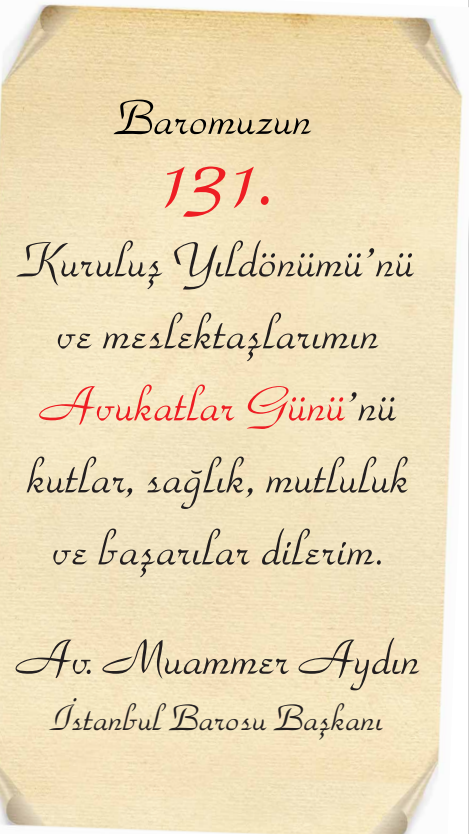 Baromuzun
131.
Kuruluş Yıldönümü’nü
ve meslektaşlarımın
Avukatlar Günü’nü
kutlar, sağlık, mutluluk
ve başarılar dilerim.
Av. Muammer Aydın
İstanbul Barosu Başkanı